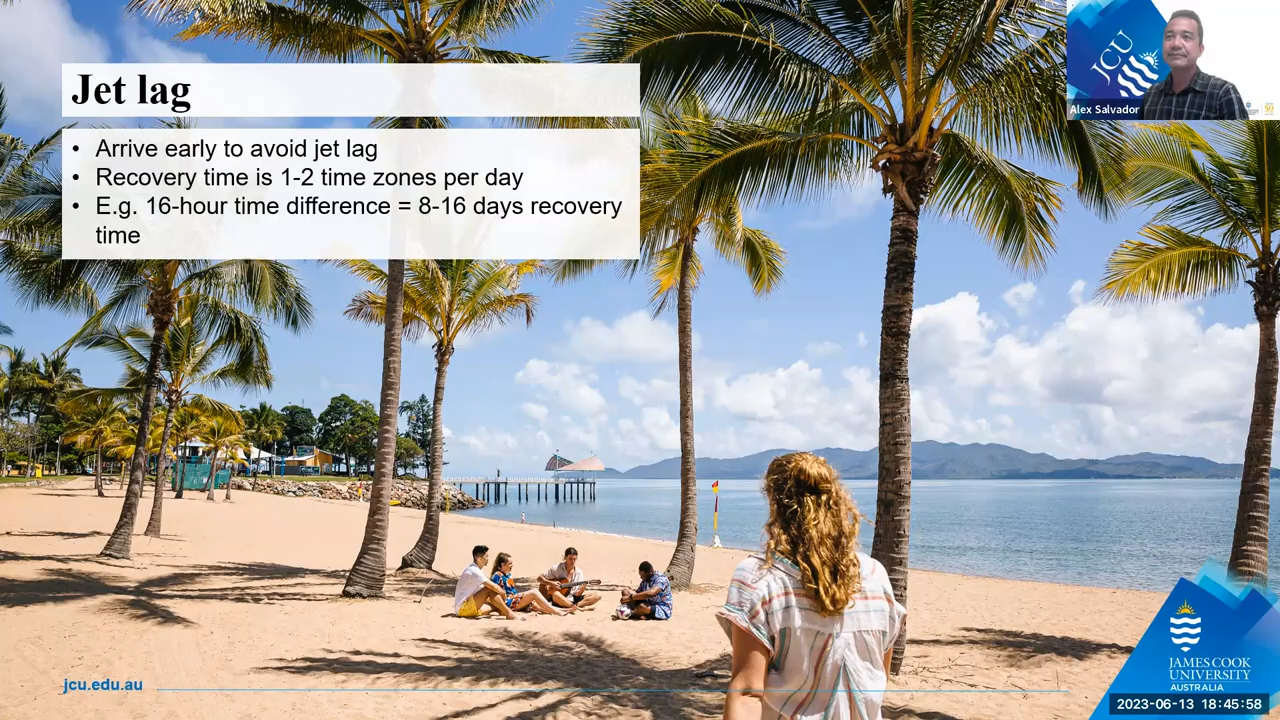 Jet lag
• Arrive early to avoid jet lag
• Recovery time is 1-2 time zones per day
• E.g. 16-hour time difference = 8-16 days recovery
time
JCU
Alex Salvador
jcu.edu.au
JAMES COOK
UNIVERSITY
AUSTRALIA
2023-06-13 18:45:58